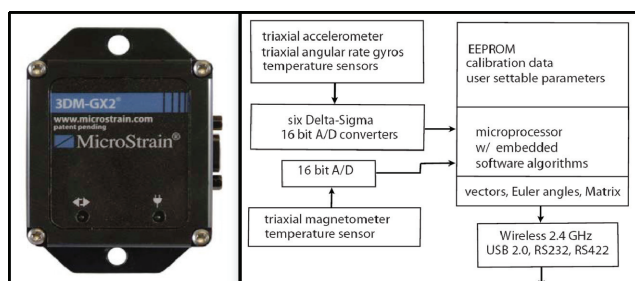 3DM-GX2®
www.microstrain.com
patent pending
MicroStrain®
triaxial accelerometer
triaxial angular rate gyros
temperature sensors
six Delta-Sigma
16 bit A/D converters
16 bit A/D
triaxial magnetometer
temperature sensor
EEPROM
calibration data
user settable parameters
microprocessor
w/ embedded
software algorithms
vectors, Euler angles, Matrix
Wireless 2.4 GHz
USB 2.0, RS232, RS422